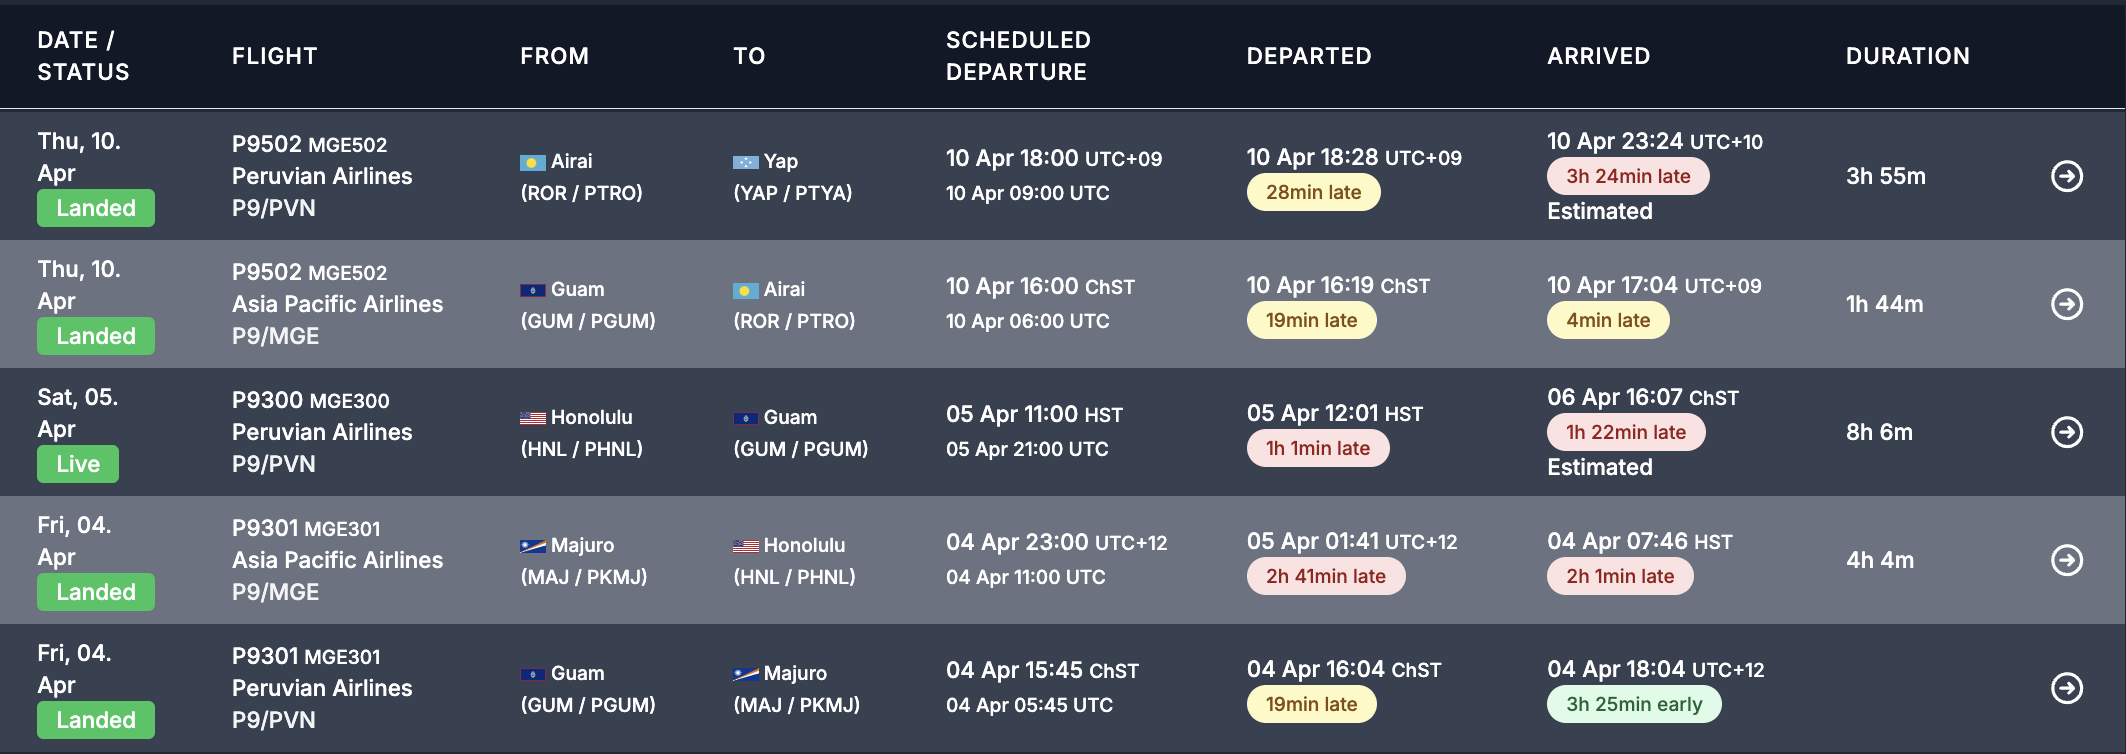 DATE / STATUS FLIGHT FROM TO SCHEDULED DEPARTURE DEPARTED ARRIVED DURATION
Thu, 10. Apr
Landed
P9502 MGE502
Peruvian Airlines
P9/PVN
Airai
(ROR / PTRO)
Yap
(YAP / PTYA)
10 Apr 18:00 UTC+09
10 Apr 09:00 UTC
10 Apr 18:28 UTC+09
28min late
10 Apr 23:24 UTC+10
3h 24min late
Estimated
3h 55m
Thu, 10. Apr
Landed
P9502 MGE502
Asia Pacific Airlines
P9/MGE
Guam
(GUM / PGUM)
Airai
(ROR / PTRO)
10 Apr 16:00 ChST
10 Apr 06:00 UTC
10 Apr 16:19 ChST
19min late
10 Apr 17:04 UTC+09
4min late
1h 44m
Sat, 05. Apr
Live
P9300 MGE300
Peruvian Airlines
P9/PVN
Honolulu
(HNL / PHNL)
Guam
(GUM / PGUM)
05 Apr 11:00 HST
05 Apr 21:00 UTC
05 Apr 12:01 HST
1h 1min late
06 Apr 16:07 ChST
1h 22min late
Estimated
8h 6m
Fri, 04. Apr
Landed
P9301 MGE301
Asia Pacific Airlines
P9/MGE
Majuro
(MAJ / PKMJ)
Honolulu
(HNL / PHNL)
04 Apr 23:00 UTC+12
04 Apr 11:00 UTC
05 Apr 01:41 UTC+12
2h 41min late
04 Apr 07:46 HST
2h 1min late
4h 4m
Fri, 04. Apr
Landed
P9301 MGE301
Peruvian Airlines
P9/PVN
Guam
(GUM / PGUM)
Majuro
(MAJ / PKMJ)
04 Apr 15:45 ChST
04 Apr 05:45 UTC
04 Apr 16:04 ChST
19min late
04 Apr 18:04 UTC+12
3h 25min early